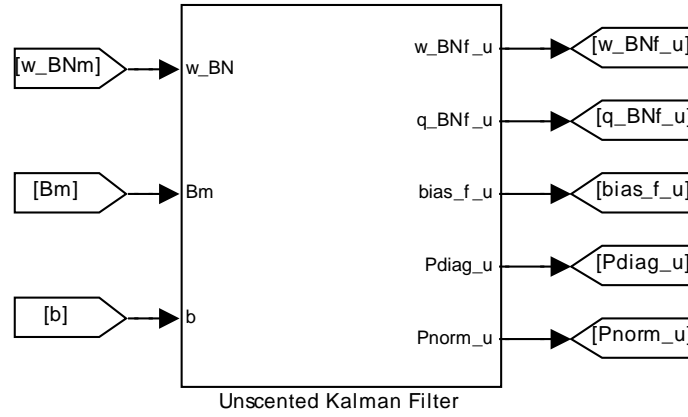 [w_BNm]
w_BN
[Bm]
Bm
[b]
b
w_BNf_u
[w_BNf_u]
q_BNf_u
[q_BNf_u]
bias_f_u
[bias_f_u]
Pdiag_u
[Pdiag_u]
Pnorm_u
[Pnorm_u]
Unscented Kalman Filter